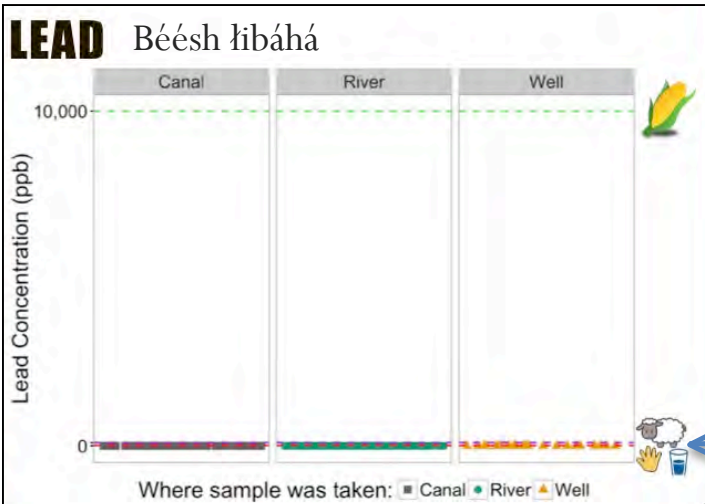 LEAD Béésh łibáhá
Canal River Well
10,000
Lead Concentration (ppb)
0
Where sample was taken: Canal River Well